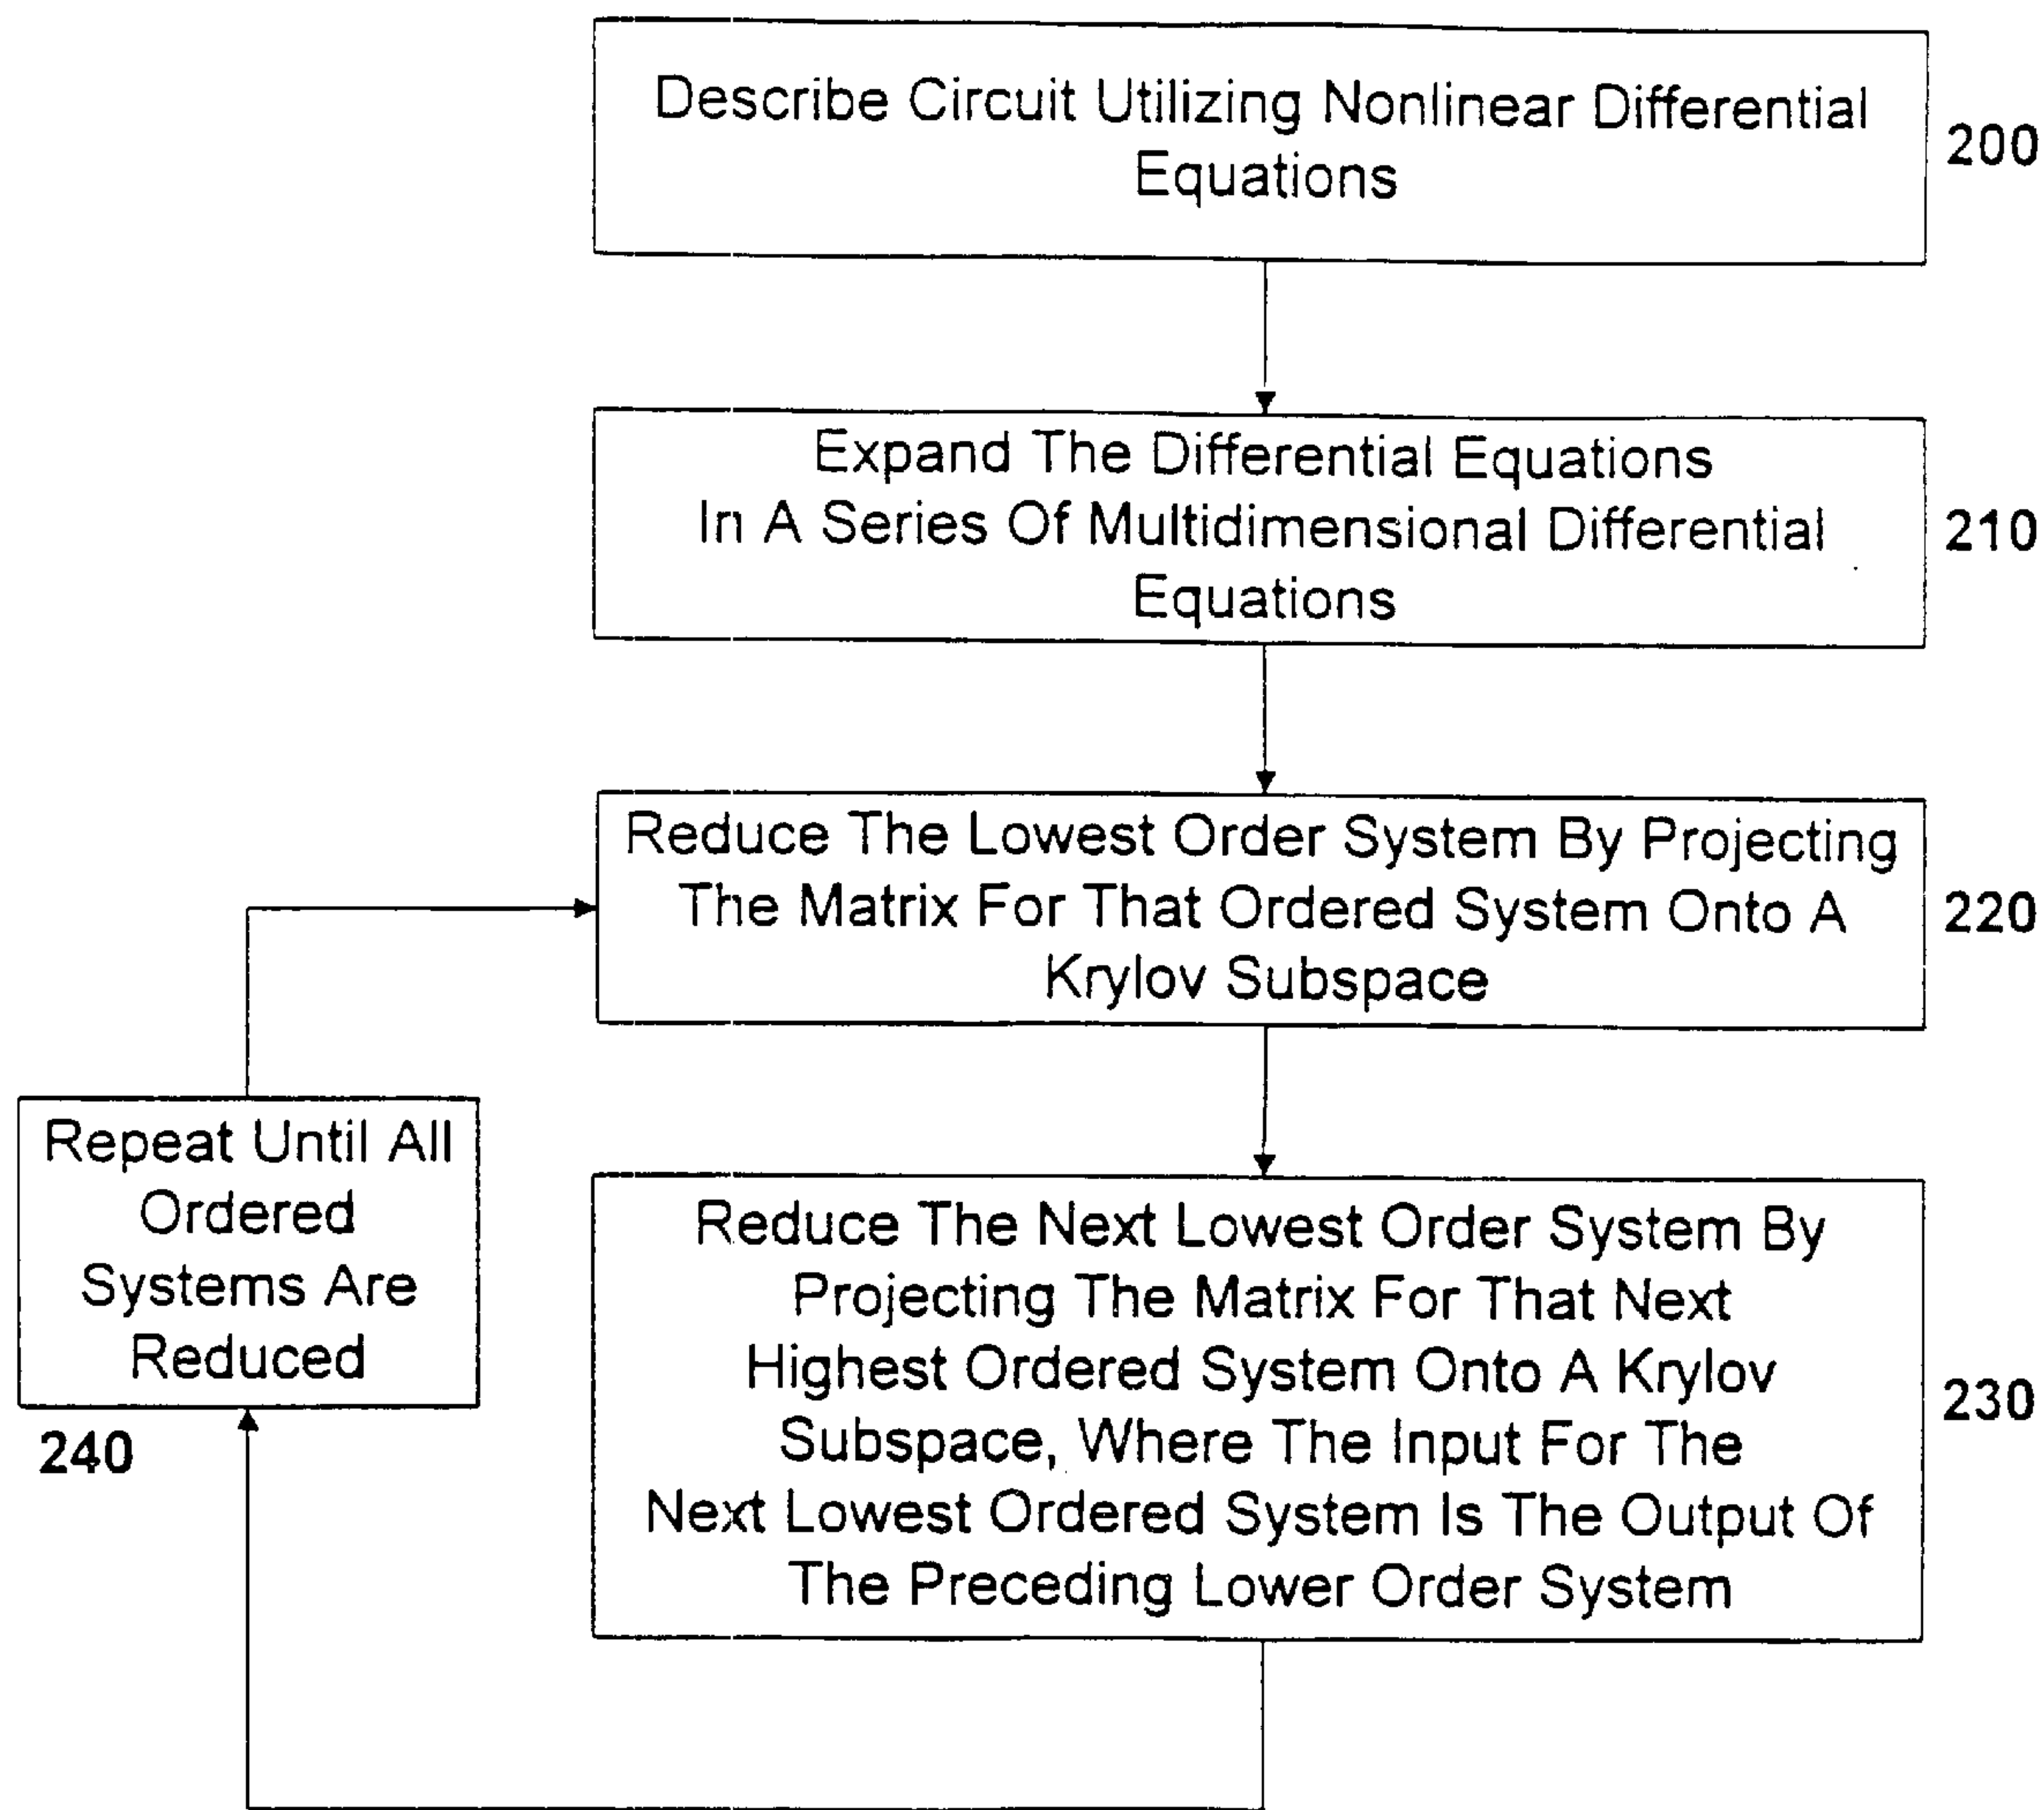 Describe Circuit Utilizing Nonlinear Differential
Equations
200
Expand The Differential Equations
In A Series Of Multidimensional Differential
Equations
210
Reduce The Lowest Order System By Projecting
The Matrix For That Ordered System Onto A
Krylov Subspace
220
Reduce The Next Lowest Order System By
Projecting The Matrix For That Next
Highest Ordered System Onto A Krylov
Subspace, Where The Input For The
Next Lowest Ordered System Is The Output Of
The Preceding Lower Order System
230
Repeat Until All
Ordered
Systems Are
Reduced
240